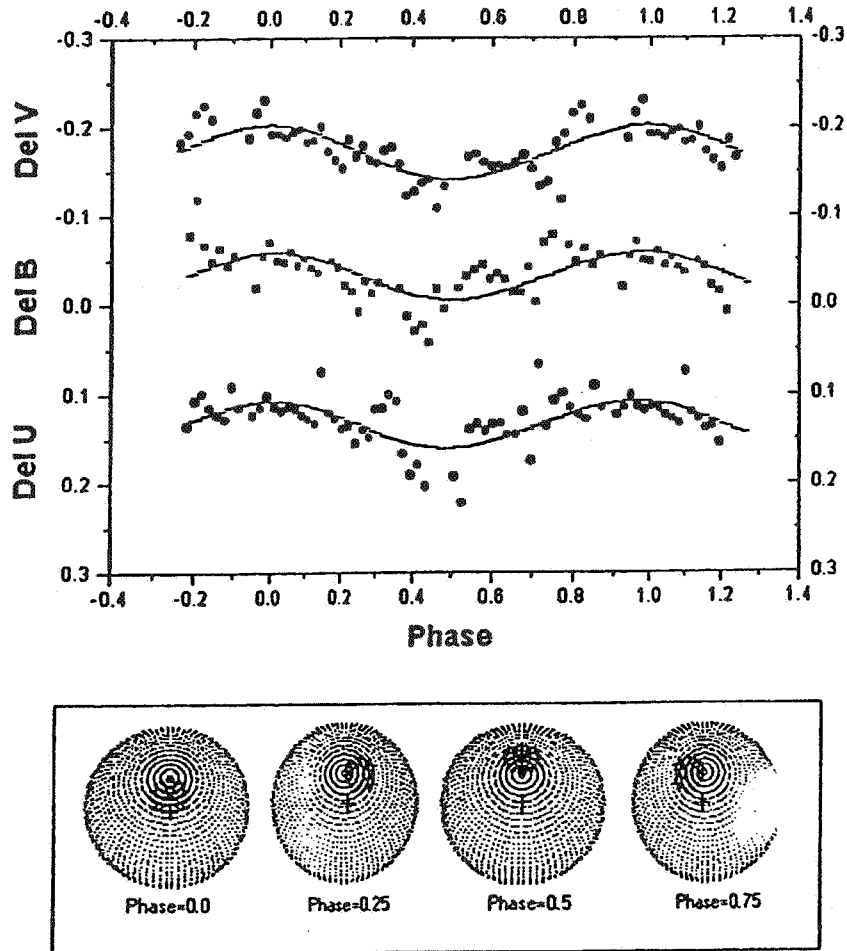 -0.4 -0.2 0.0 0.2 0.4 0.6 0.8 1.0 1.2 1.4
-0.3 -0.3
-0.2 -0.2
-0.1 -0.1
0.0 0.0
0.1 0.1
0.2 0.2
0.3 0.3
Del V
Del B
Del U
-0.4 -0.2 0.0 0.2 0.4 0.6 0.8 1.0 1.2 1.4
Phase
Phase=0.0 Phase=0.25 Phase=0.5 Phase=0.75